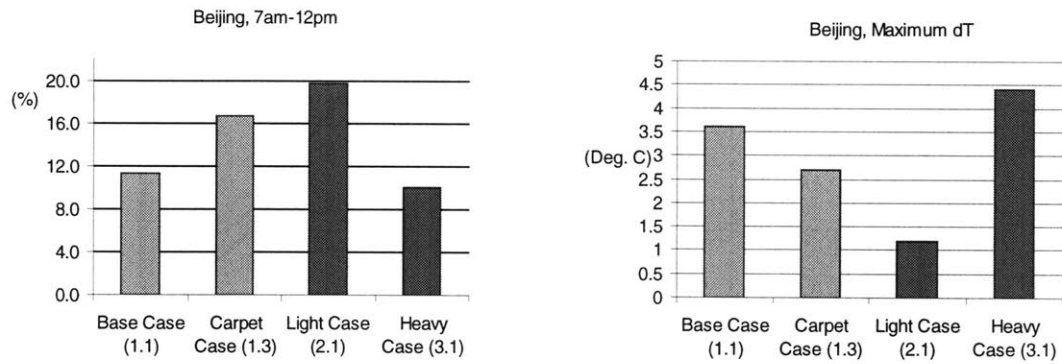 Beijing, 7am-12pm
(%)
20.0
16.0
12.0
8.0
4.0
0.0
Base Case
(1.1)
Carpet
Case (1.3)
Light Case
(2.1)
Heavy
Case (3.1)
Beijing, Maximum dT
(Deg. C)
5
4.5
4
3.5
3
2.5
2
1.5
1
0.5
0
Base Case
(1.1)
Carpet
Case (1.3)
Light Case
(2.1)
Heavy
Case (3.1)